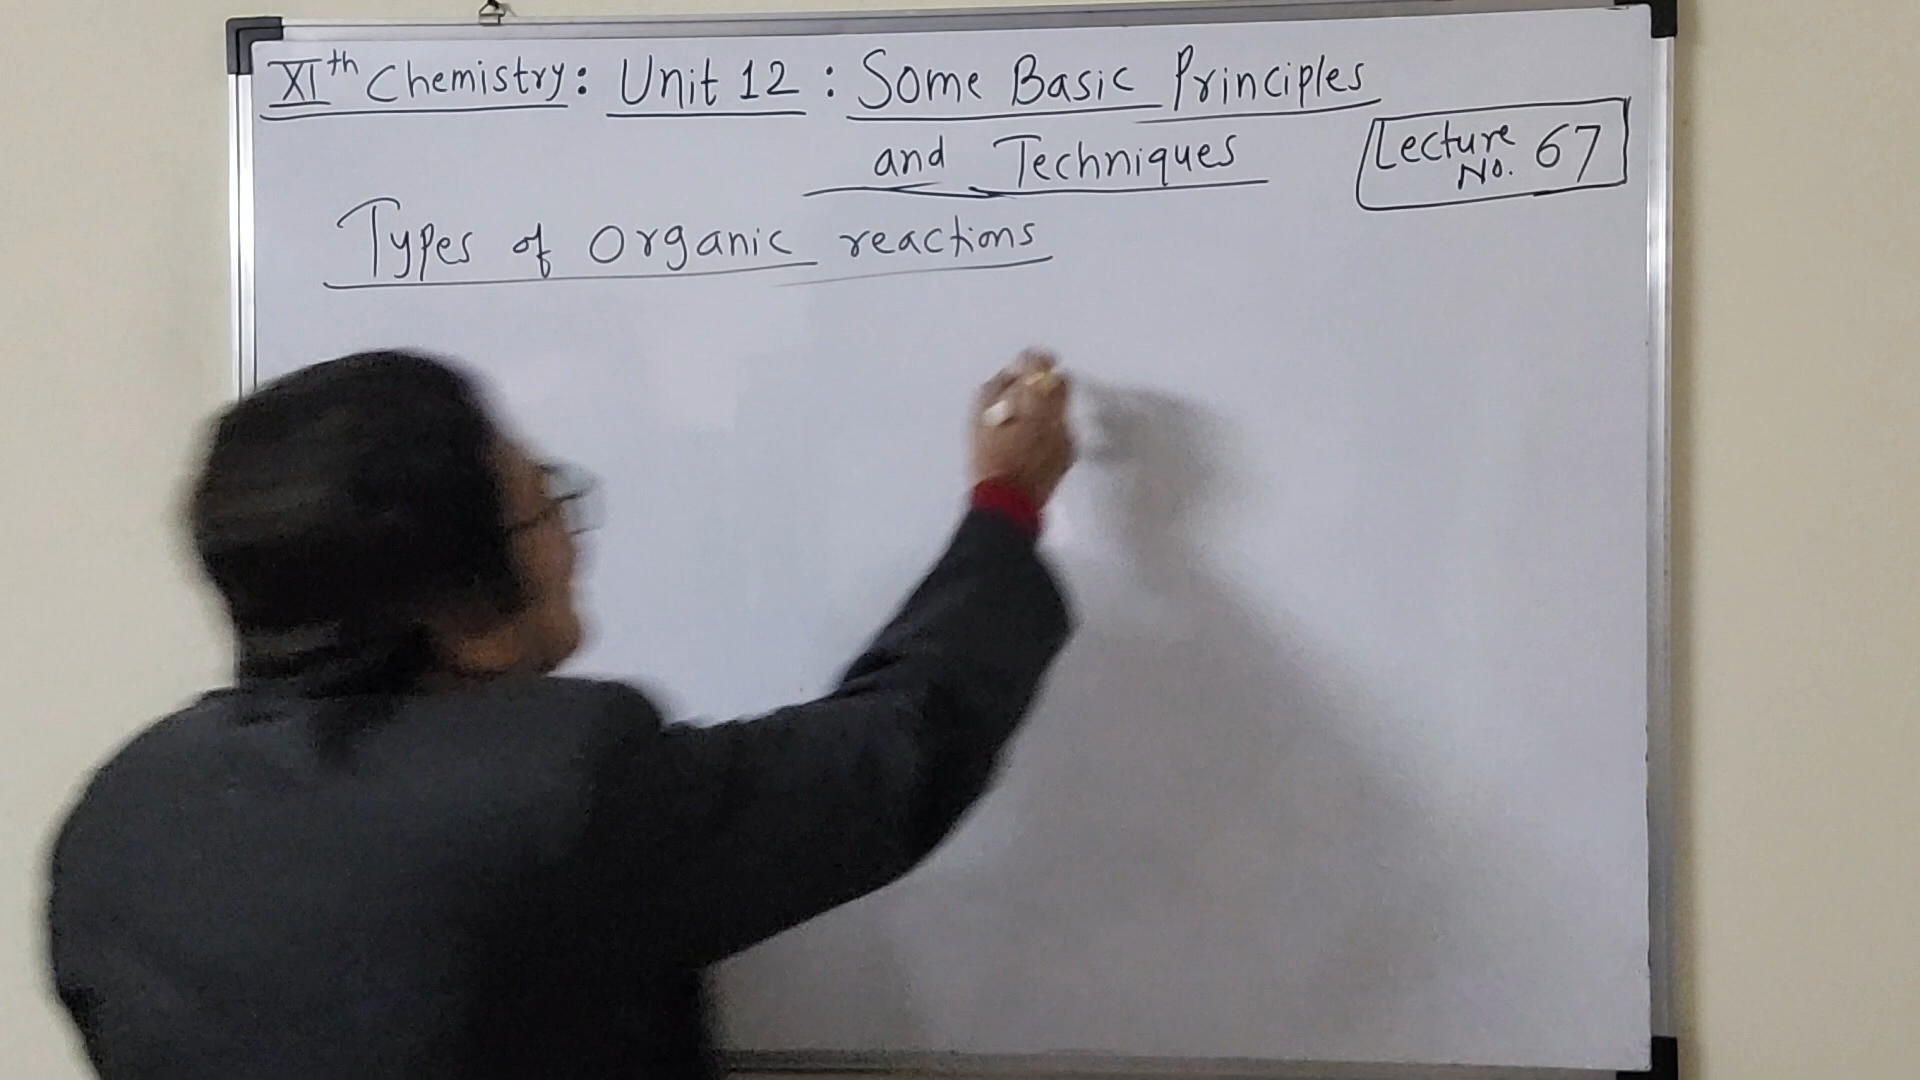 XIth Chemistry: Unit 12 : Some Basic Principles
and Techniques
Lecture
No. 67
Types of Organic reactions